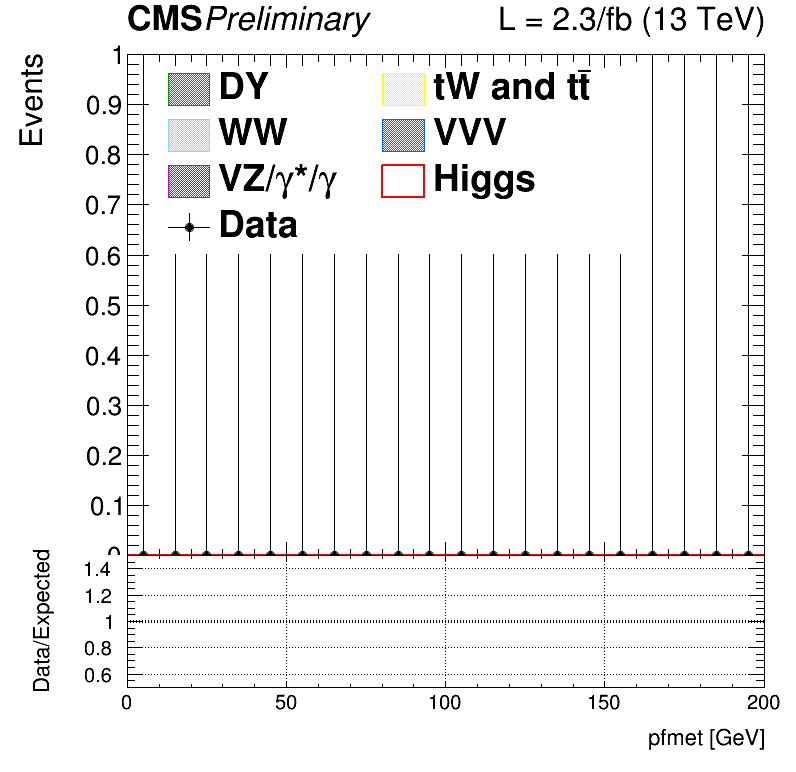 CMS Preliminary L = 2.3/fb (13 TeV)
Events
1
0.9
0.8
0.7
0.6
0.5
0.4
0.3
0.2
0.1
0
DY tW and tt̄
WW VVV
VZ/γ*/γ Higgs
Data
Data/Expected
1.4
1.2
1
0.8
0.6
0 50 100 150 200
pfmet [GeV]